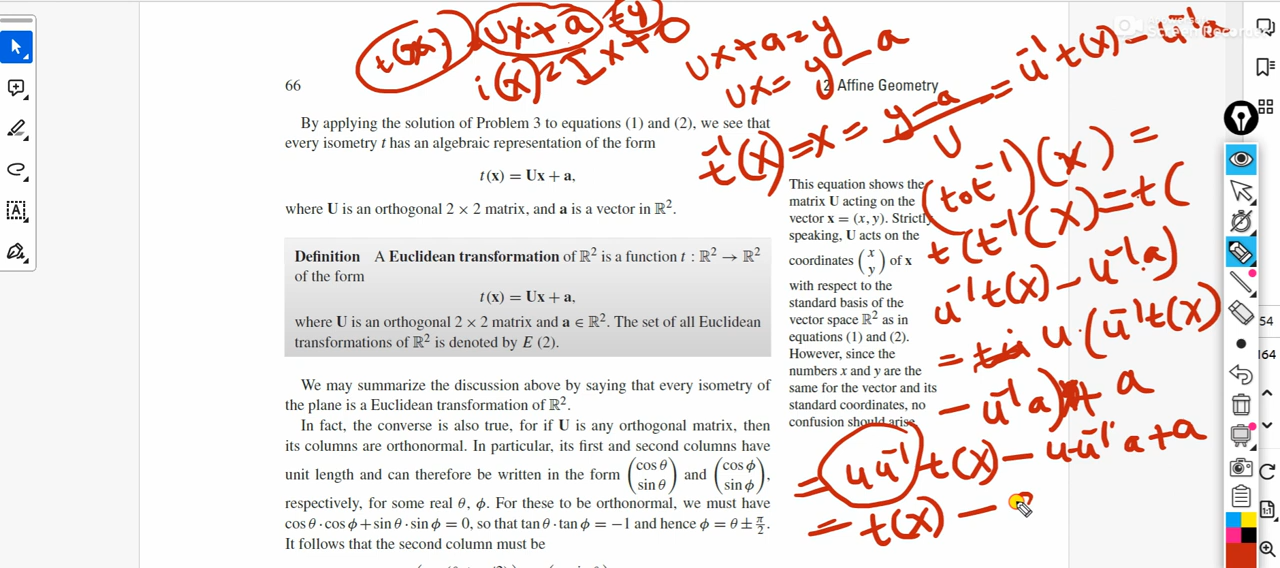 t(x) = Ux + a = y
i(x) = I x + 0
Ux + a = y
Ux = y - a
t⁻¹(x) = x = y - a / U = U⁻¹t(x) - U⁻¹a
66
2 Affine Geometry
By applying the solution of Problem 3 to equations (1) and (2), we see that
every isometry t has an algebraic representation of the form
t(x) = Ux + a,
where U is an orthogonal 2 × 2 matrix, and a is a vector in ℝ².
Definition A Euclidean transformation of ℝ² is a function t : ℝ² → ℝ²
of the form
t(x) = Ux + a,
where U is an orthogonal 2 × 2 matrix and a ∈ ℝ². The set of all Euclidean
transformations of ℝ² is denoted by E (2).
We may summarize the discussion above by saying that every isometry of
the plane is a Euclidean transformation of ℝ².
In fact, the converse is also true, for if U is any orthogonal matrix, then
its columns are orthonormal. In particular, its first and second columns have
unit length and can therefore be written in the form (cos θ sin θ) and (cos ϕ sin ϕ),
respectively, for some real θ, ϕ. For these to be orthonormal, we must have
cos θ · cos ϕ + sin θ · sin ϕ = 0, so that tan θ · tan ϕ = −1 and hence ϕ = θ ± π/2.
It follows that the second column must be
This equation shows the
matrix U acting on the
vector x = (x, y). Strictly
speaking, U acts on the
coordinates (x y) of x
with respect to the
standard basis of the
vector space ℝ² as in
equations (1) and (2).
However, since the
numbers x and y are the
same for the vector and its
standard coordinates, no
confusion should arise.
(t o t⁻¹)(x) =
t(t⁻¹(x) = t(
u⁻¹t(x) - u⁻¹a)
= u(u⁻¹t(x)
- u⁻¹a) + a
= uu⁻¹t(x) - u·u⁻¹a + a
= t(x) -
54
164
1:1